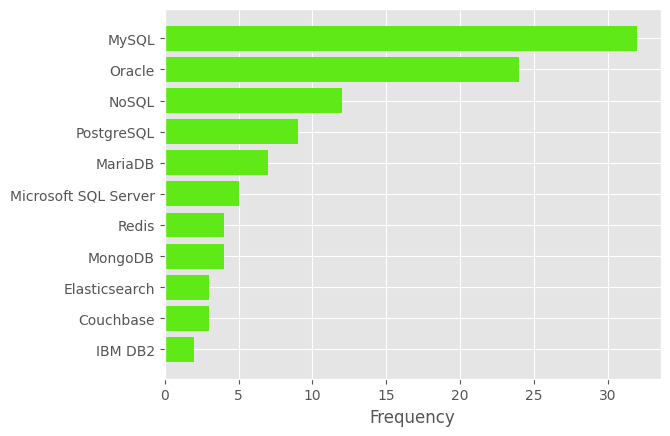 MySQL
Oracle
NoSQL
PostgreSQL
MariaDB
Microsoft SQL Server
Redis
MongoDB
Elasticsearch
Couchbase
IBM DB2
0 5 10 15 20 25 30
Frequency